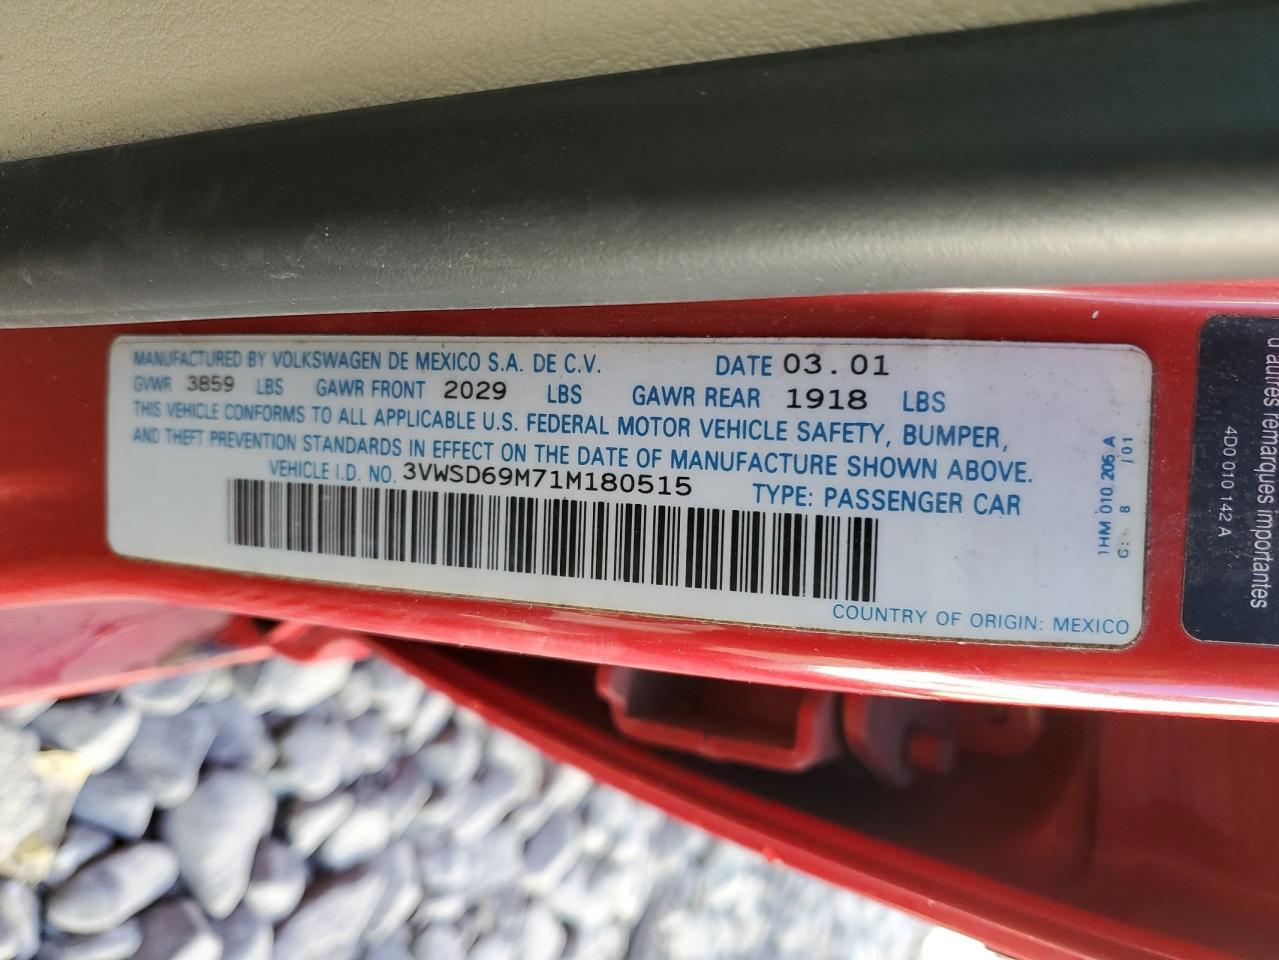 MANUFACTURED BY VOLKSWAGEN DE MEXICO S.A. DE C.V. DATE 03.01
GVWR 3859 LBS GAWR FRONT 2029 LBS GAWR REAR 1918 LBS
THIS VEHICLE CONFORMS TO ALL APPLICABLE U.S. FEDERAL MOTOR VEHICLE SAFETY, BUMPER,
AND THEFT PREVENTION STANDARDS IN EFFECT ON THE DATE OF MANUFACTURE SHOWN ABOVE.
VEHICLE I.D. NO. 3VWSD69M71M180515 TYPE: PASSENGER CAR
COUNTRY OF ORIGIN: MEXICO
1HM 010 205 A
G: 8 /01
d'autres remarques importantes
4D0 010 142 A